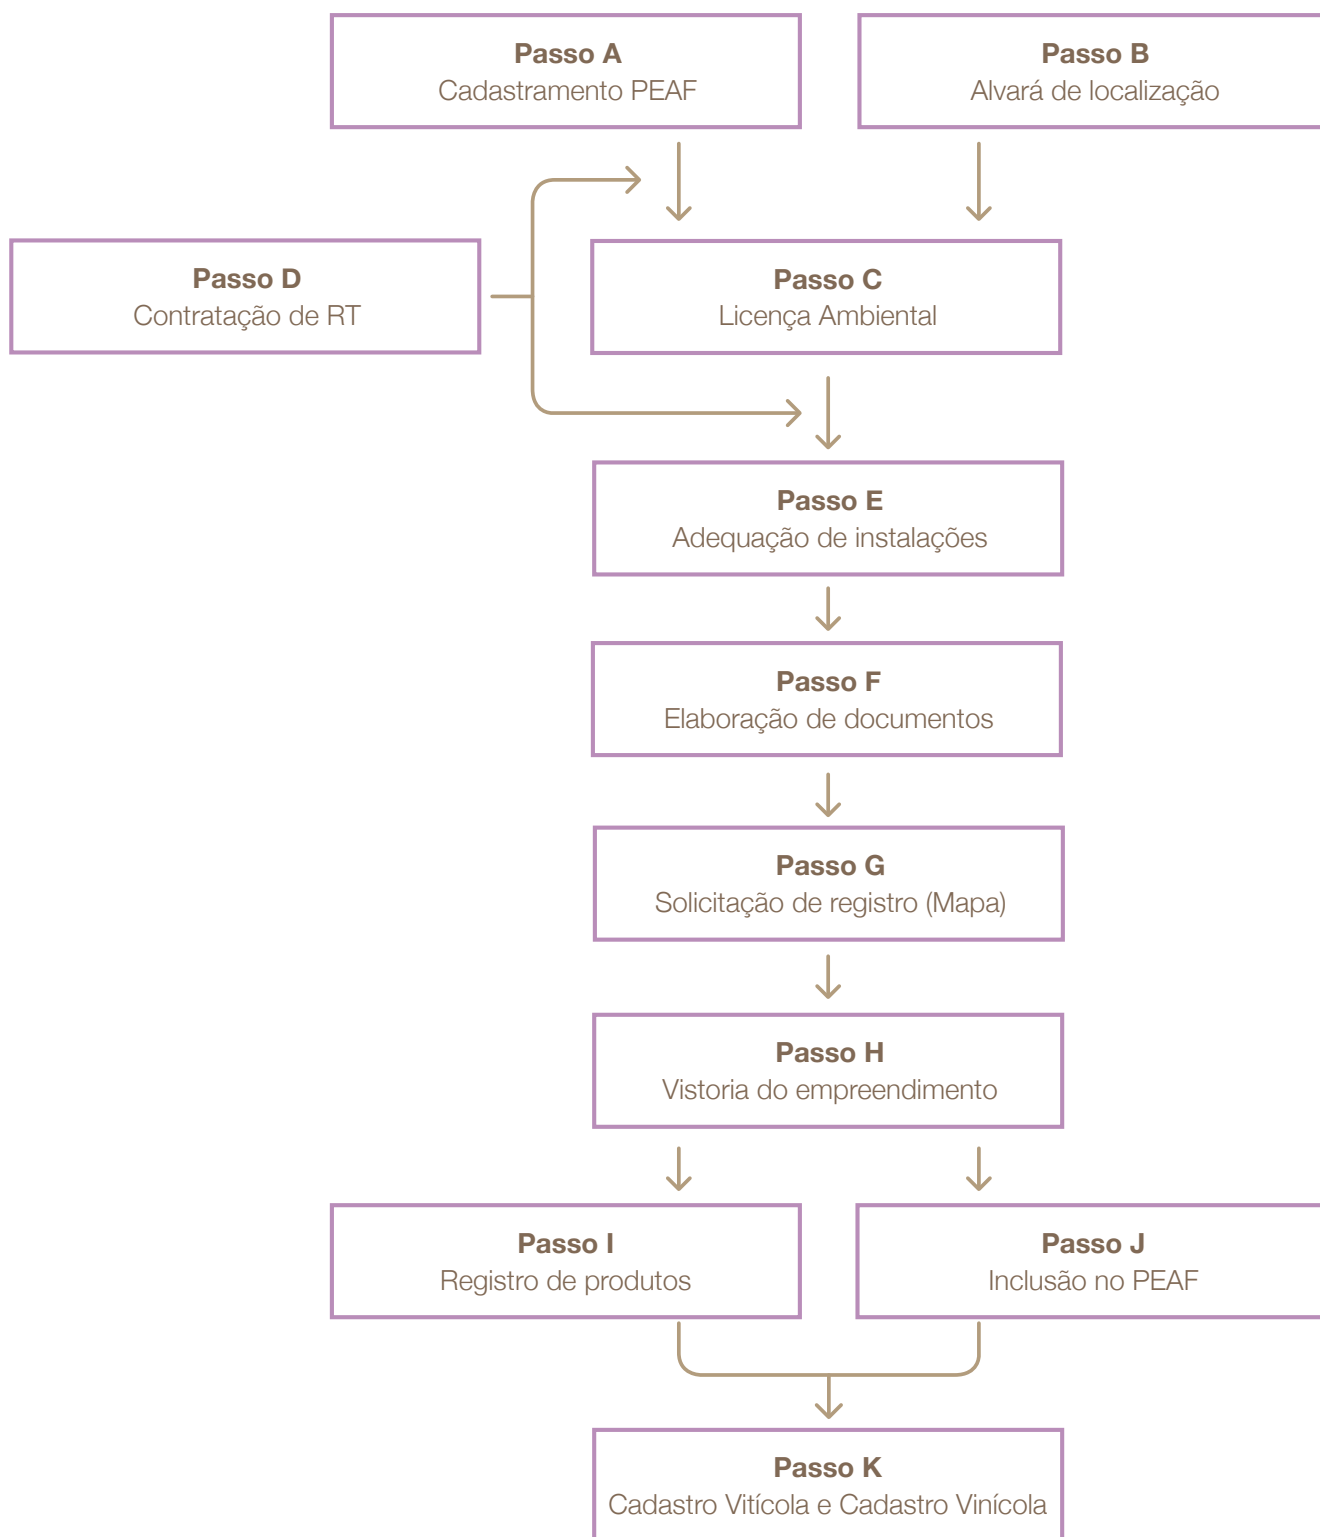 Passo A
Cadastramento PEAF
Passo B
Alvará de localização
Passo D
Contratação de RT
Passo C
Licença Ambiental
Passo E
Adequação de instalações
Passo F
Elaboração de documentos
Passo G
Solicitação de registro (Mapa)
Passo H
Vistoria do empreendimento
Passo I
Registro de produtos
Passo J
Inclusão no PEAF
Passo K
Cadastro Vitícola e Cadastro Vinícola